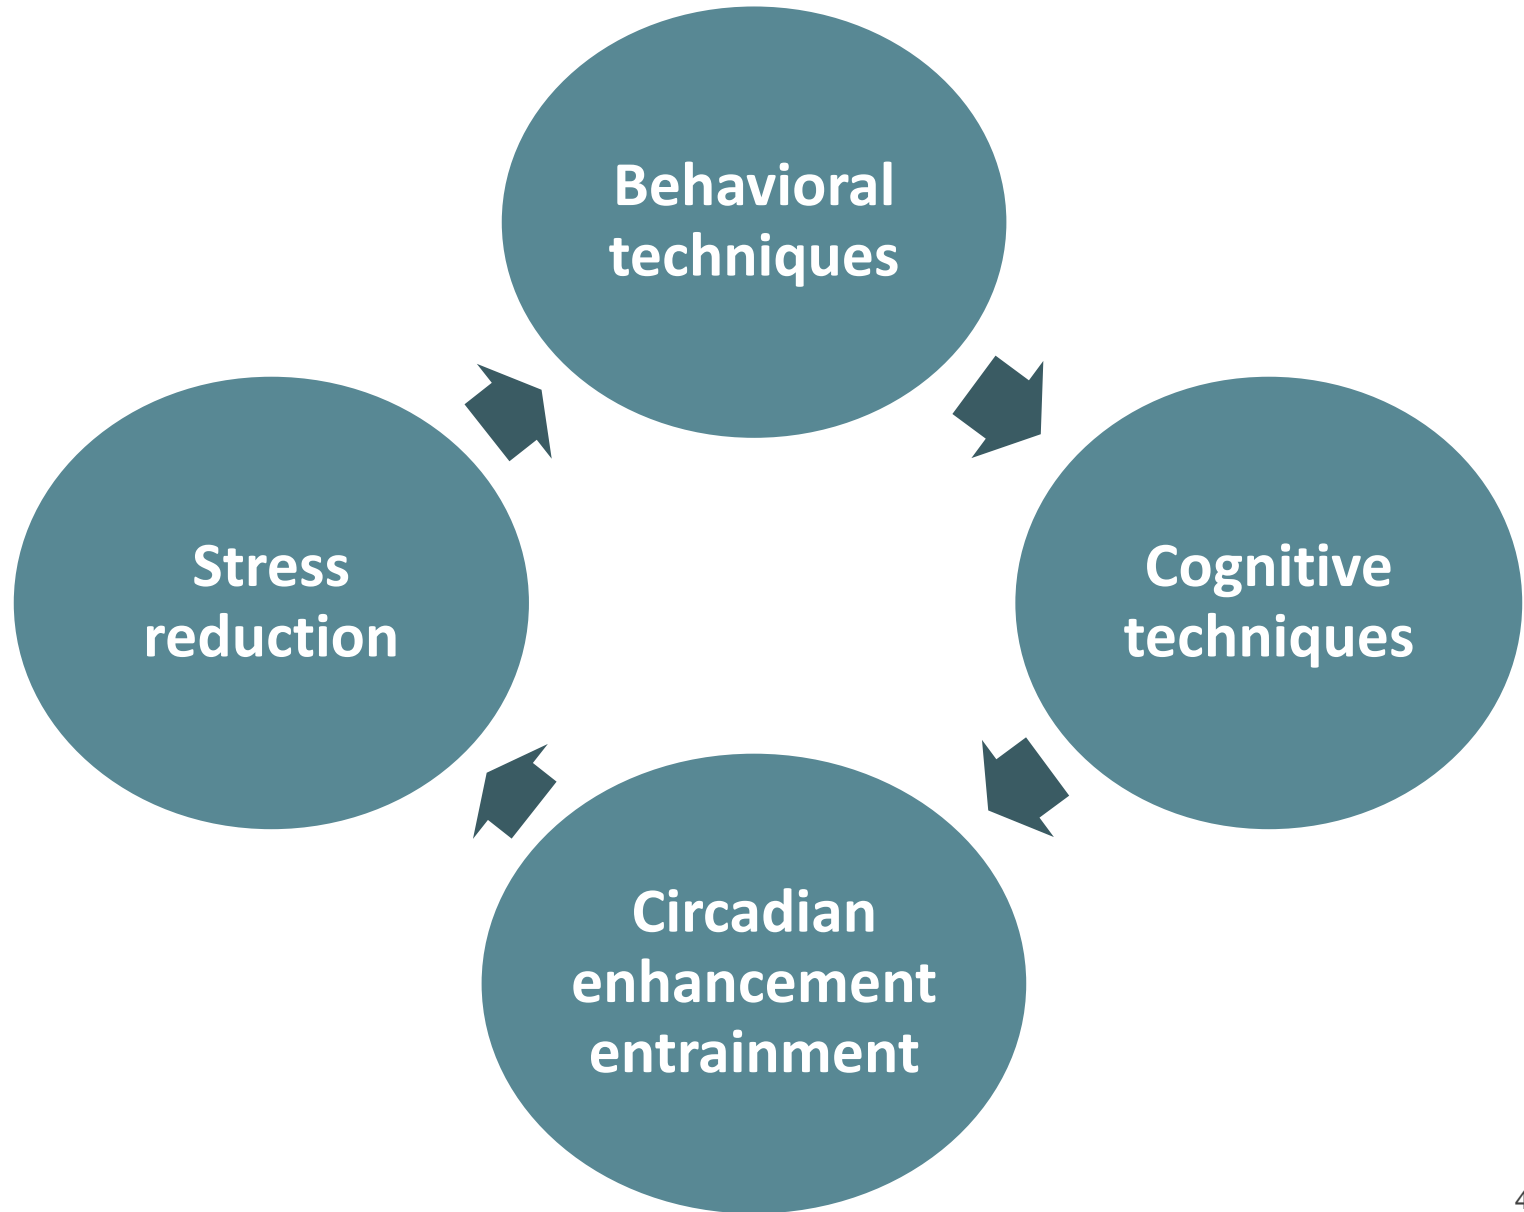 Behavioral
techniques
Stress
reduction
Cognitive
techniques
Circadian
enhancement
entrainment